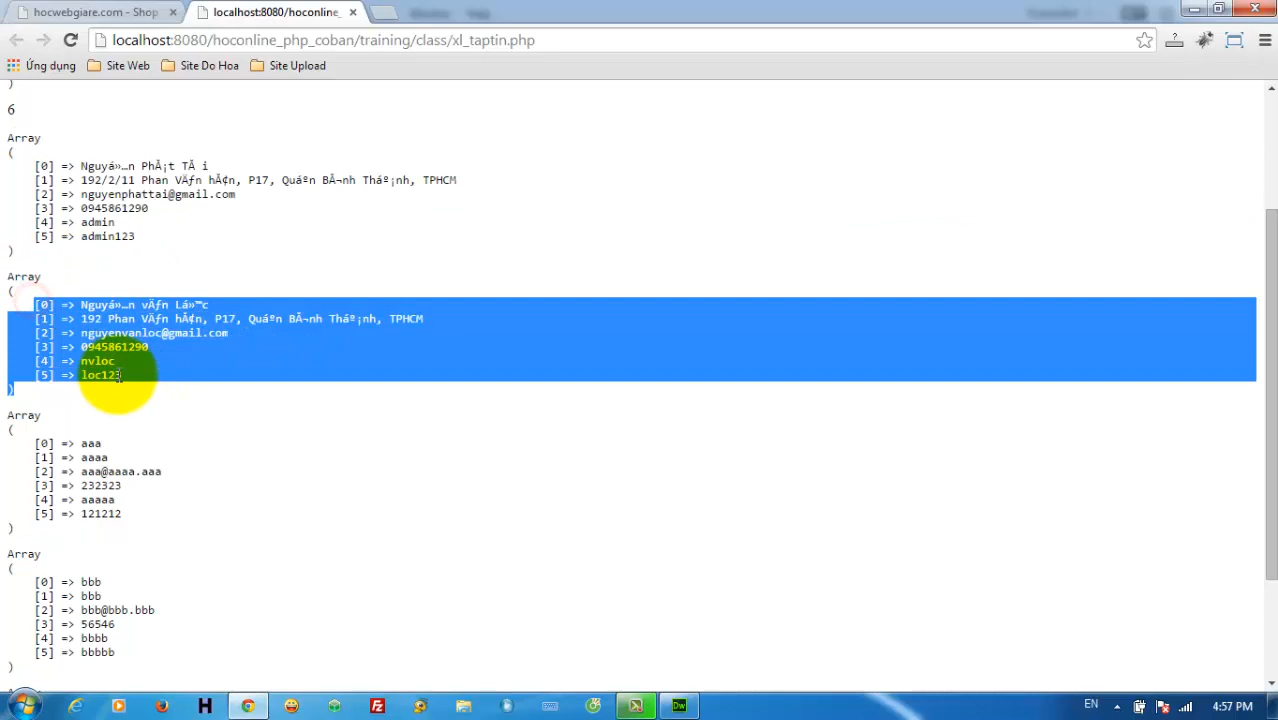 hocwebgiare.com - Shop
localhost:8080/hoconline_
localhost:8080/hoconline_php_coban/training/class/xl_taptin.php
Ứng dụng Site Web Site Do Hoa Site Upload
)
6
Array
(
[0] => Nguyá»…n PhÃ¡t TÃ i
[1] => 192/2/11 Phan VÄƒn hÃ¢n, P17, Quáºn BÃ¬nh Tháº¡nh, TPHCM
[2] => nguyenphattai@gmail.com
[3] => 0945861290
[4] => admin
[5] => admin123
)
Array
(
[0] => Nguyá»…n vÄƒn Lá»™c
[1] => 192 Phan VÄƒn hÃ¢n, P17, Quáºn BÃ¬nh Tháº¡nh, TPHCM
[2] => nguyenvanloc@gmail.com
[3] => 0945861290
[4] => nvloc
[5] => loc123
)
Array
(
[0] => aaa
[1] => aaaa
[2] => aaa@aaaa.aaa
[3] => 232323
[4] => aaaaa
[5] => 121212
)
Array
(
[0] => bbb
[1] => bbb
[2] => bbb@bbb.bbb
[3] => 56546
[4] => bbbb
[5] => bbbbb
)
EN 4:57 PM